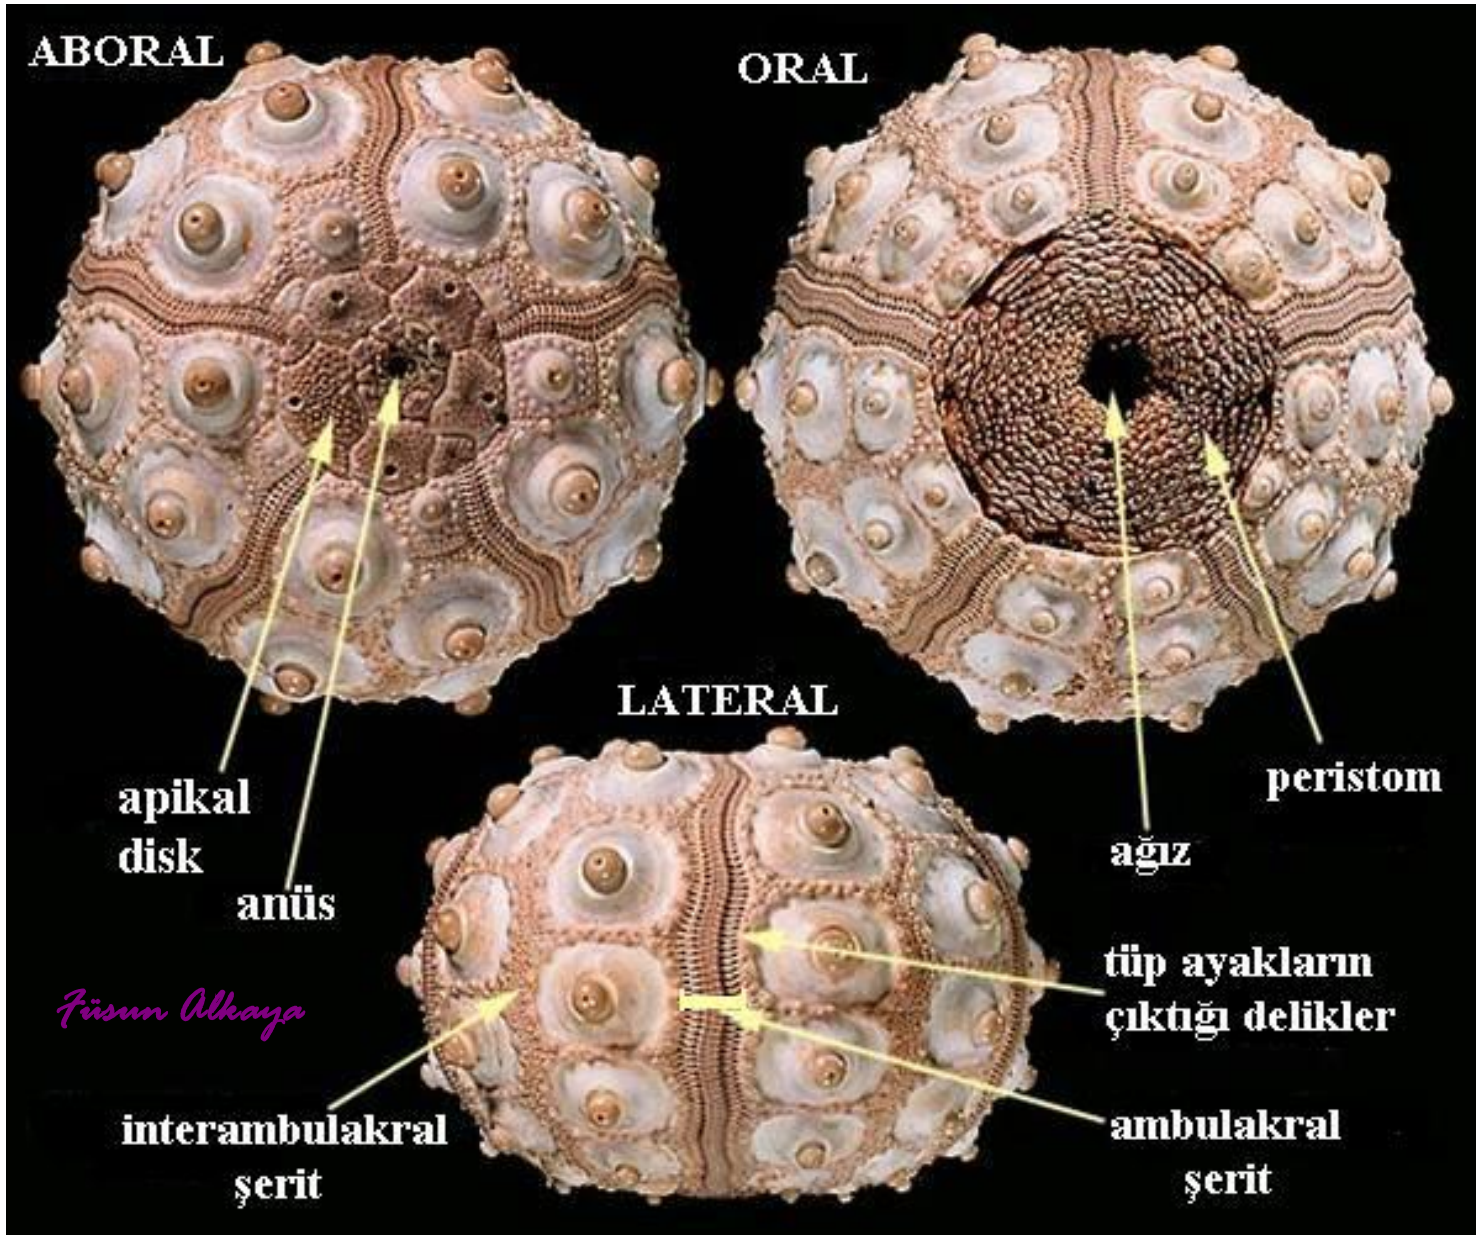 ABORAL
ORAL
LATERAL
apikal
disk
anüs
peristom
ağız
tüp ayakların
çıktığı delikler
Füsun Alkaya
interambulakral
şerit
ambulakral
şerit